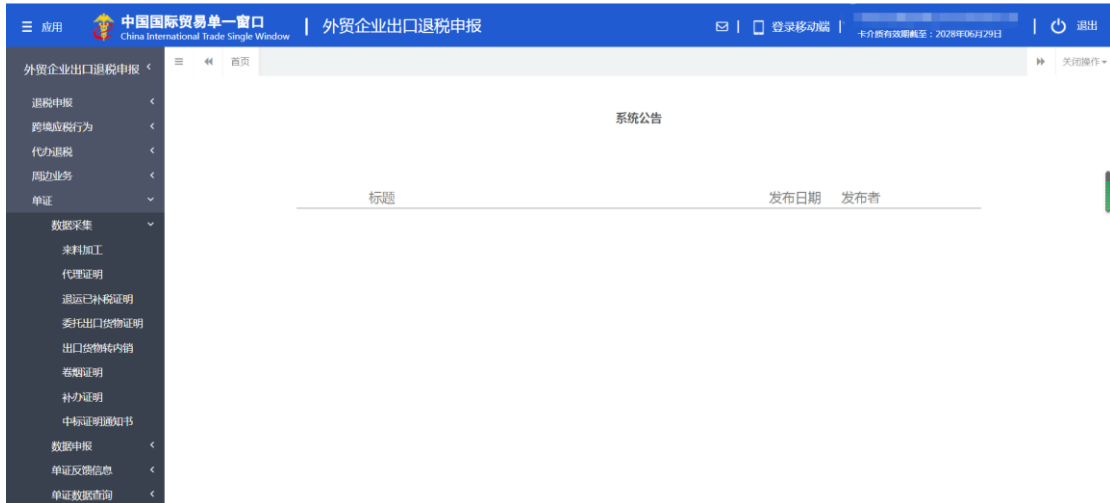 应用 中国国际贸易单一窗口 外贸企业出口退税申报 登录移动端 退出
China International Trade Single Window 卡介质有效期截至：2028年06月29日
外贸企业出口退税申报 首页 关闭操作
退税申报
跨境应税行为
代办退税
周边业务
单证
数据采集
来料加工
代理证明
退运已补税证明
委托出口货物证明
出口货物转内销
卷烟证明
补办证明
中标证明通知书
数据申报
单证反馈信息
单证数据查询
系统公告
标题 发布日期 发布者